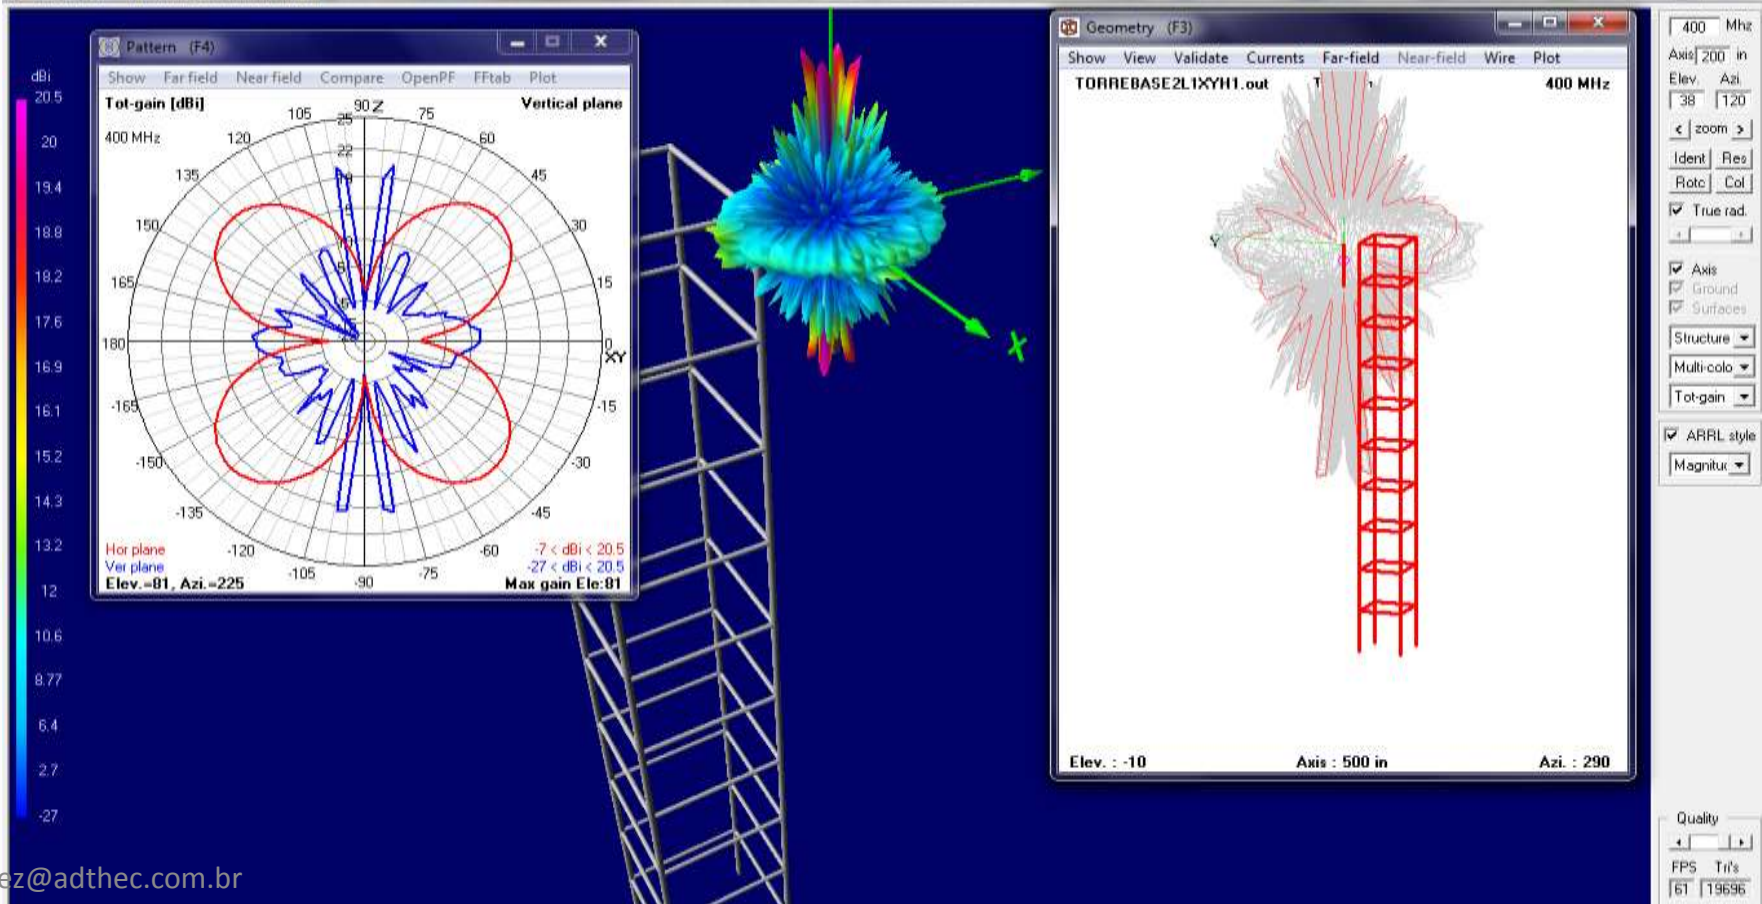 dBi
20.5
20
19.4
18.8
18.2
17.6
16.9
16.1
15.2
14.3
13.2
12
10.6
8.77
6.4
2.7
-27
Pattern (F4)
Show Far field Near field Compare OpenPF FFtab Plot
Tot-gain [dBi]
Vertical plane
400 MHz
90 Z
105
75
120
60
135
45
150
30
165
15
180
0
XY
-165
-15
-150
-30
-135
-45
-120
-60
-105
-75
-90
25
22
Hor plane
-7 < dBi < 20.5
Ver plane
-27 < dBi < 20.5
Elev.=81, Azi.=225
Max gain Ele:81
X
Geometry (F3)
Show View Validate Currents Far-field Near-field Wire Plot
TORREBASE2L1XYH1.out
400 MHz
Y
Elev. : -10
Axis : 500 in
Azi. : 290
400 Mhz
Axis 200 in
Elev. Azi.
38 120
< zoom >
Ident Res
Rotc Col
True rad.
Axis
Ground
Surfaces
Structure
Multi-colo
Tot-gain
ARRL style
Magnitu
Quality
FPS Tri's
61 19696
ez@adthec.com.br